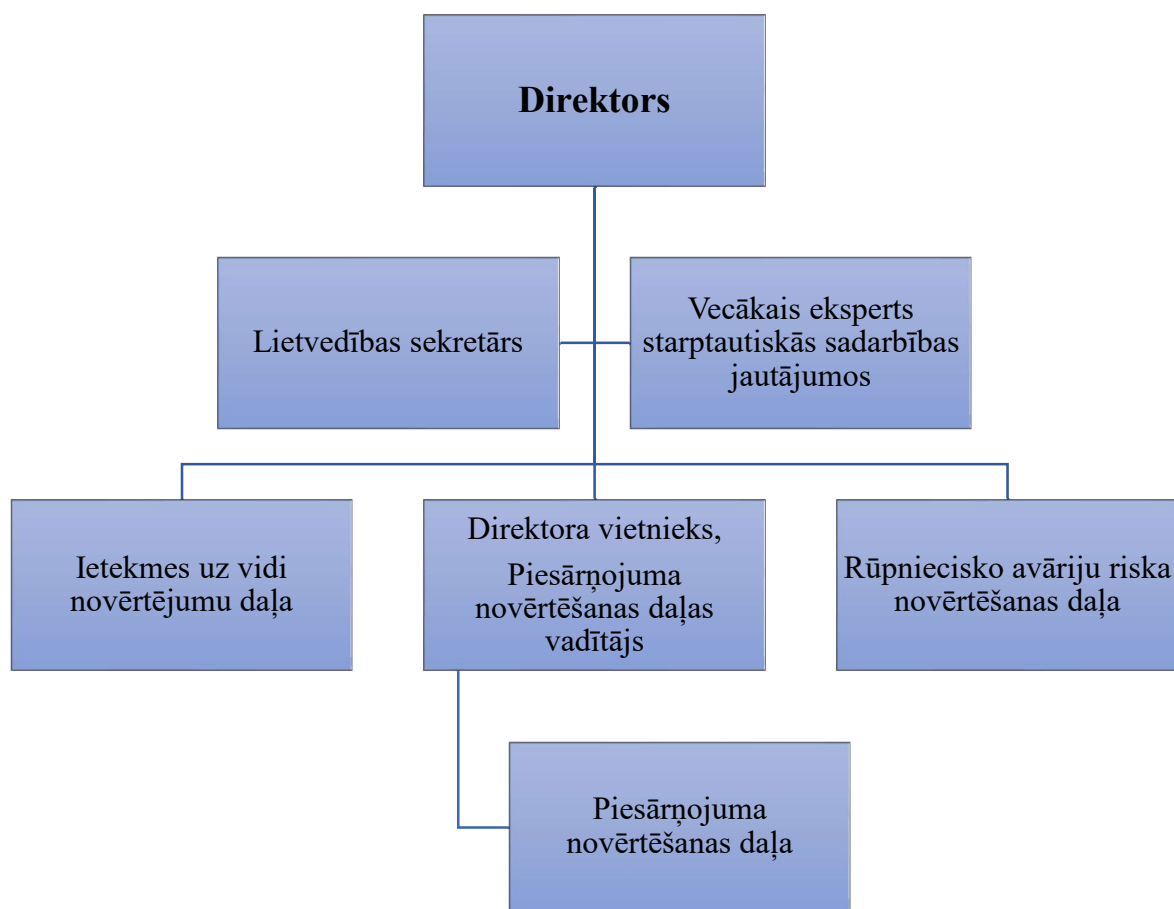 Direktors
Lietvedības sekretārs
Vecākais eksperts
starptautiskās sadarbības
jautājumos
Ietekmes uz vidi
novērtējumu daļa
Direktora vietnieks,
Piesārņojuma
novērtēšanas daļas
vadītājs
Rūpniecisko avāriju riska
novērtēšanas daļa
Piesārņojuma
novērtēšanas daļa